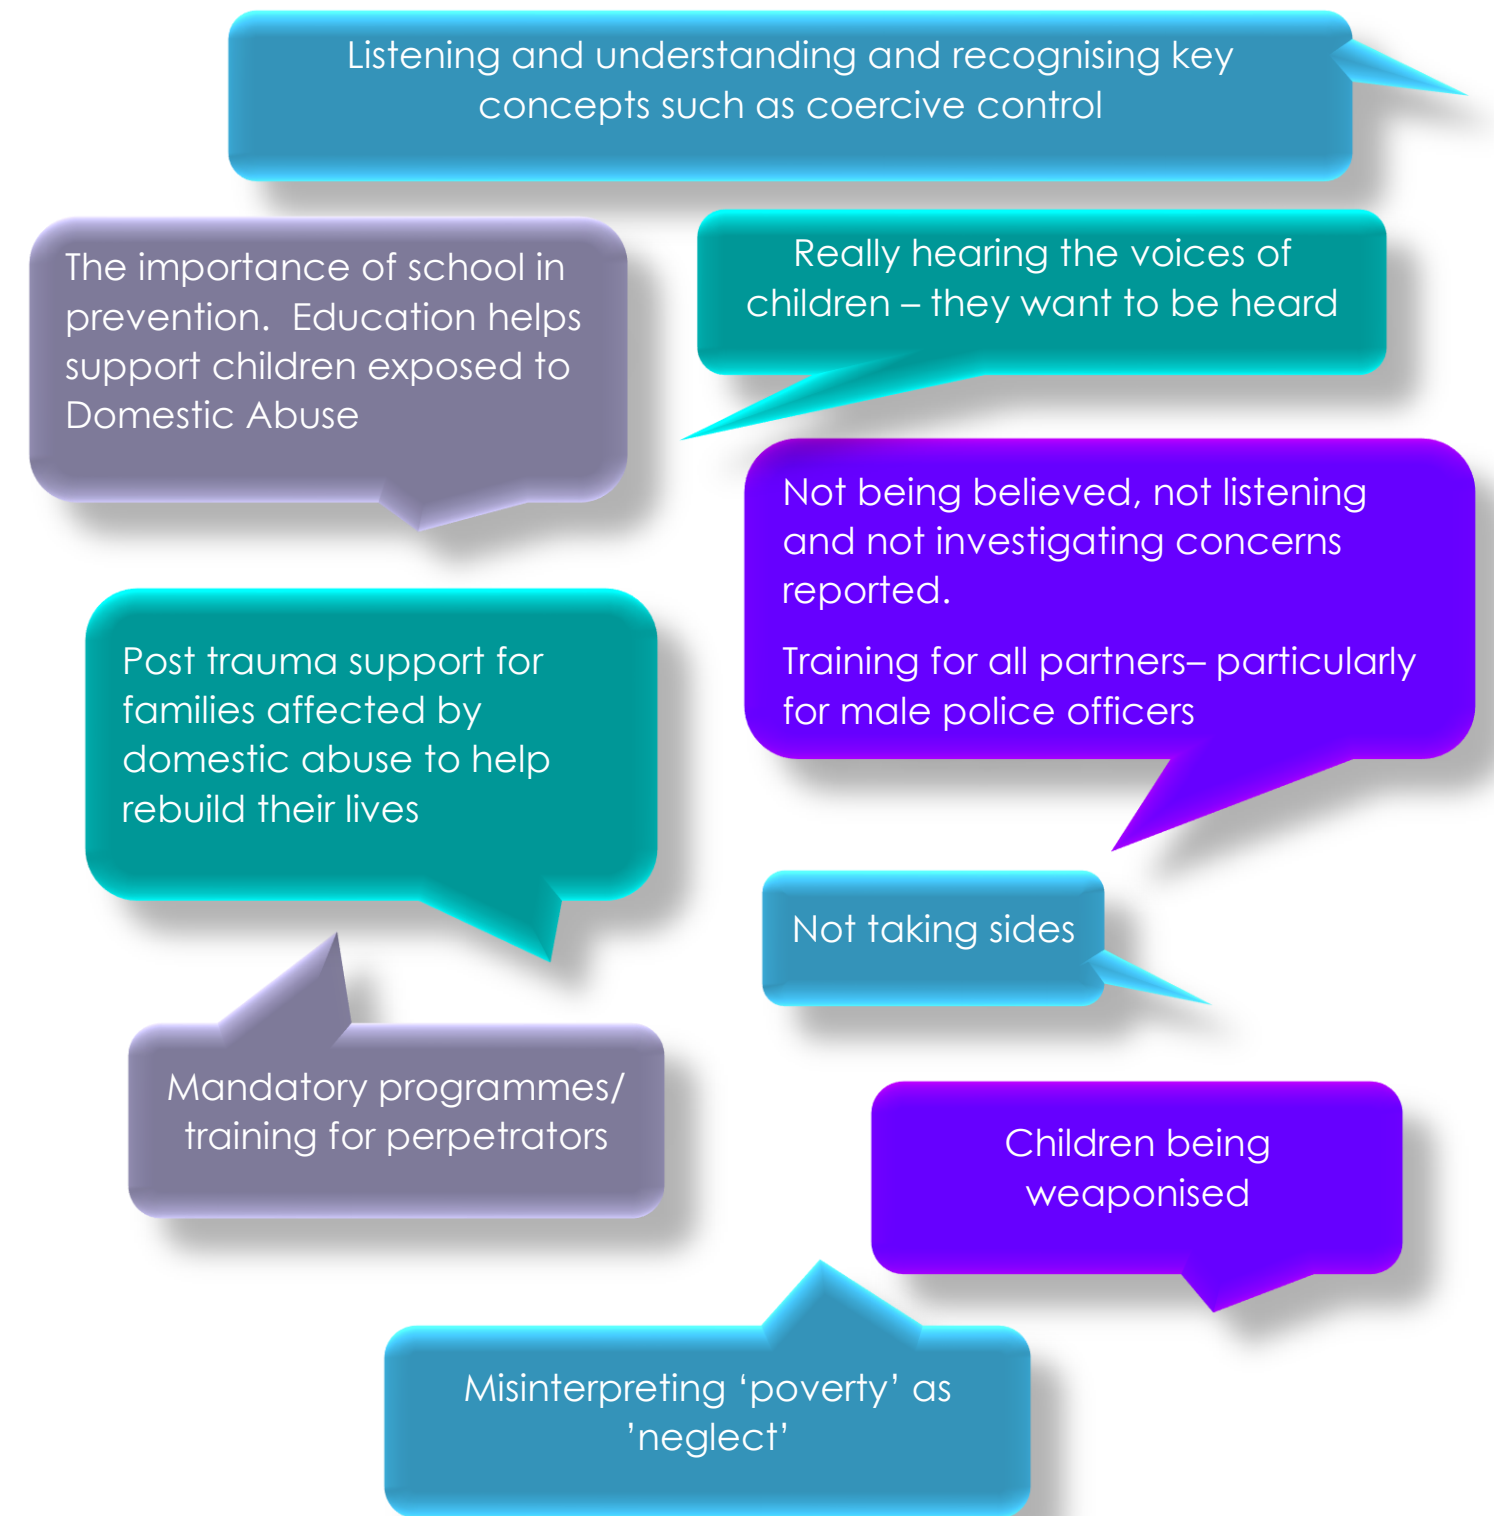 Listening and understanding and recognising key
concepts such as coercive control
The importance of school in
prevention.  Education helps
support children exposed to
Domestic Abuse
Really hearing the voices of
children – they want to be heard
Not being believed, not listening
and not investigating concerns
reported.
Training for all partners– particularly
for male police officers
Post trauma support for
families affected by
domestic abuse to help
rebuild their lives
Not taking sides
Mandatory programmes/
training for perpetrators
Children being
weaponised
Misinterpreting ‘poverty’ as
’neglect’